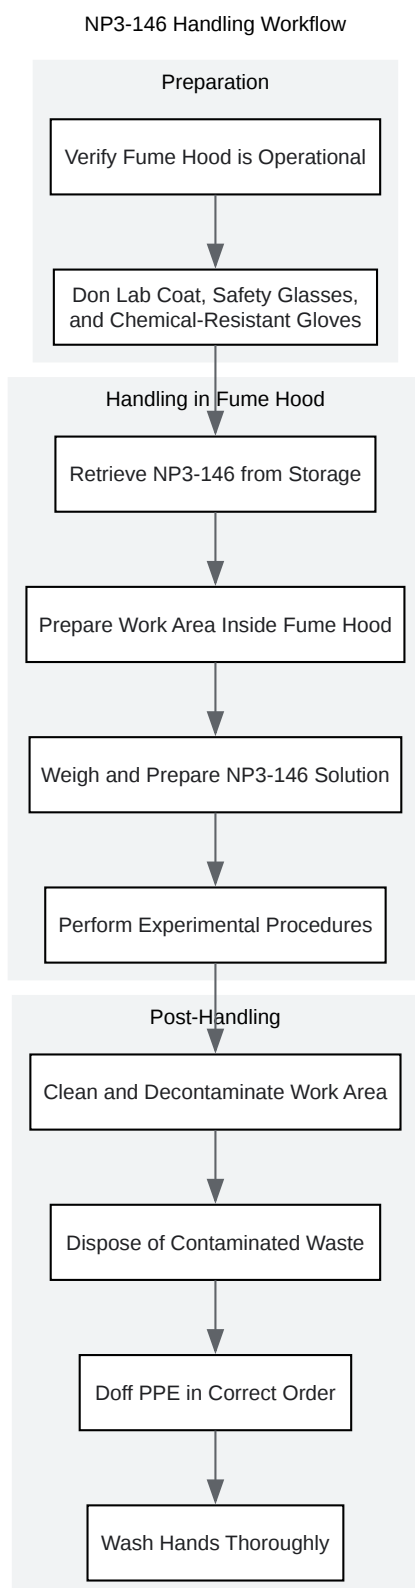 NP3-146 Handling Workflow
Preparation
Verify Fume Hood is Operational
Don Lab Coat, Safety Glasses,
and Chemical-Resistant Gloves
Handling in Fume Hood
Retrieve NP3-146 from Storage
Prepare Work Area Inside Fume Hood
Weigh and Prepare NP3-146 Solution
Perform Experimental Procedures
Post-Handling
Clean and Decontaminate Work Area
Dispose of Contaminated Waste
Doff PPE in Correct Order
Wash Hands Thoroughly